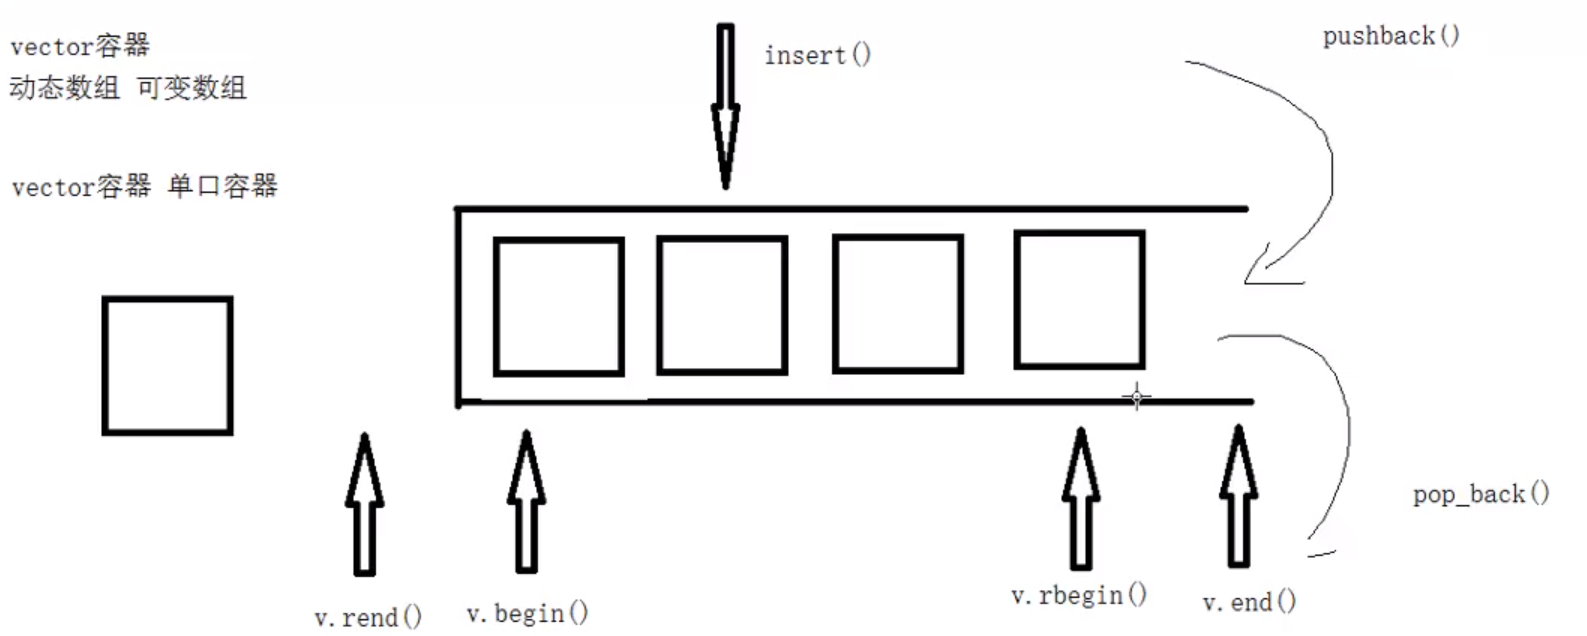 vector容器
动态数组 可变数组
vector容器 单口容器
insert()
pushback()
pop_back()
v.rend()
v.begin()
v.rbegin()
v.end()